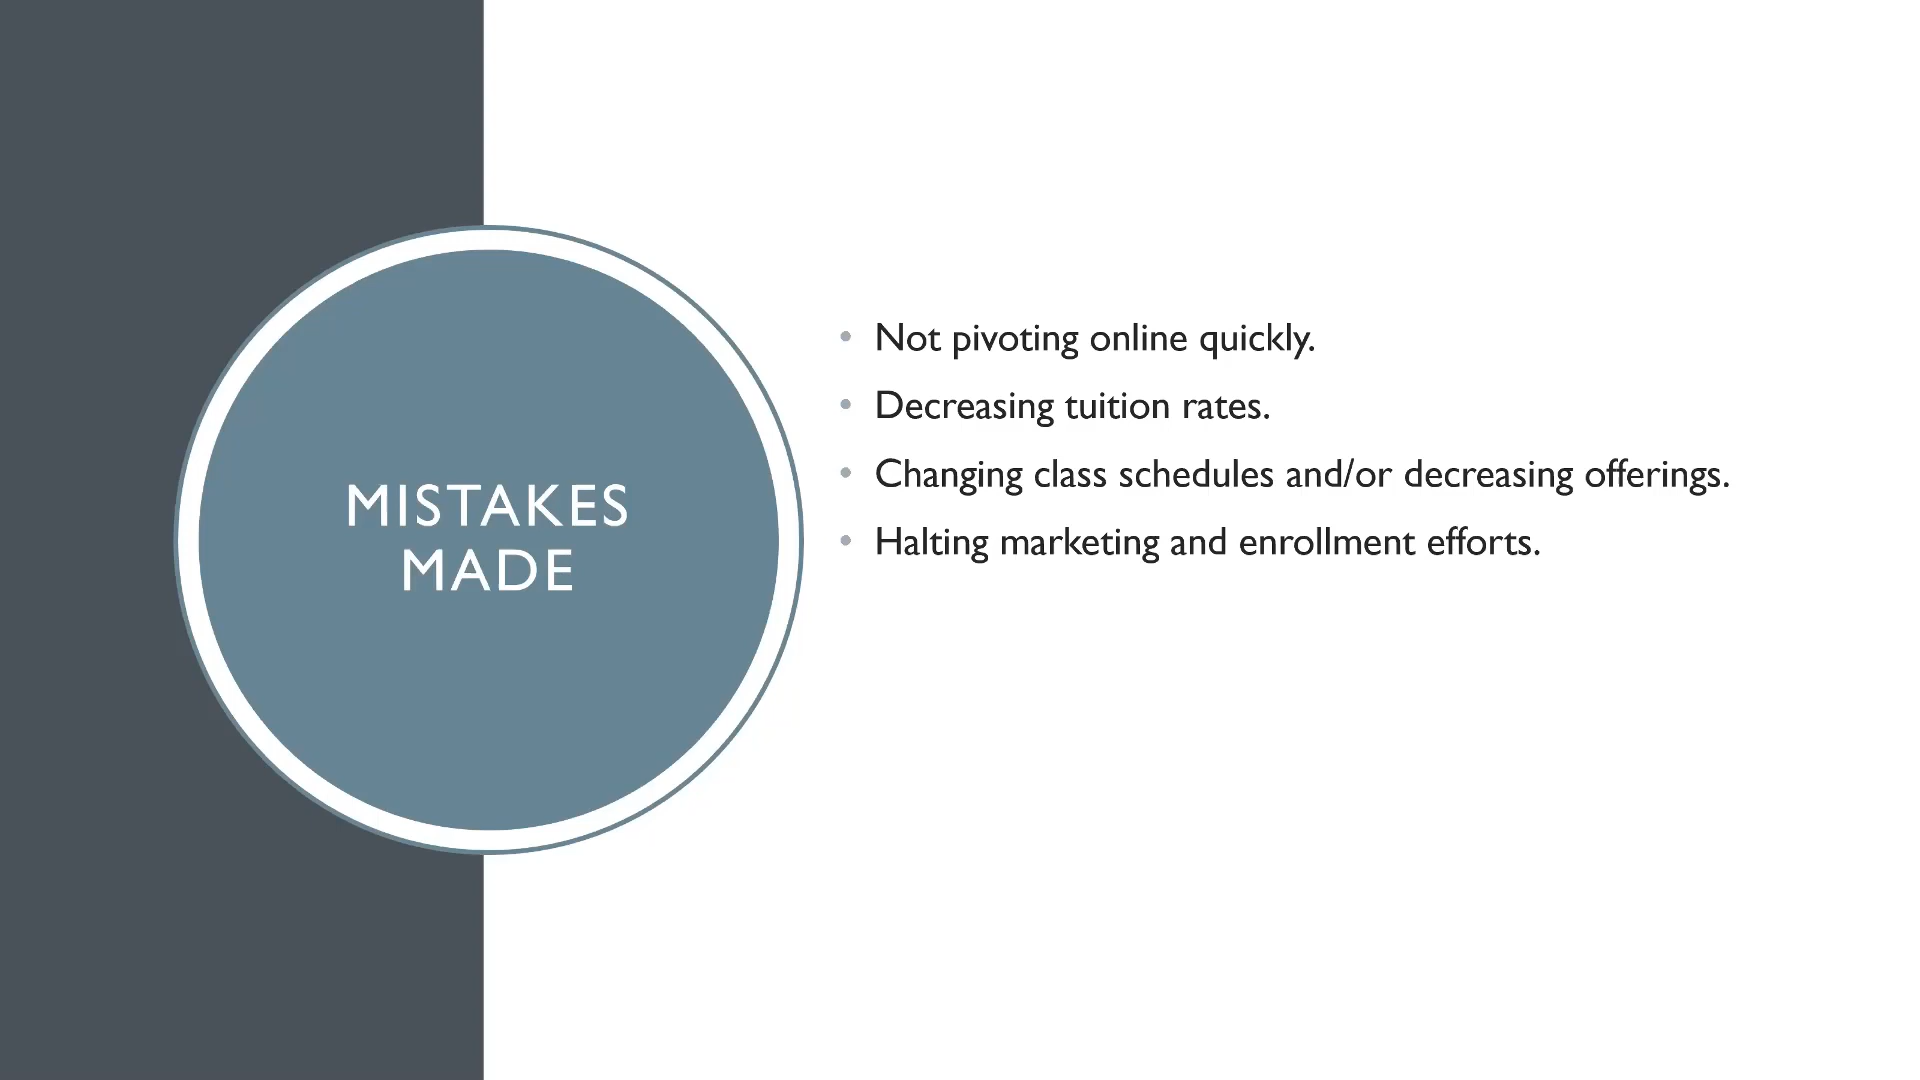 MISTAKES
MADE
• Not pivoting online quickly.
• Decreasing tuition rates.
• Changing class schedules and/or decreasing offerings.
• Halting marketing and enrollment efforts.